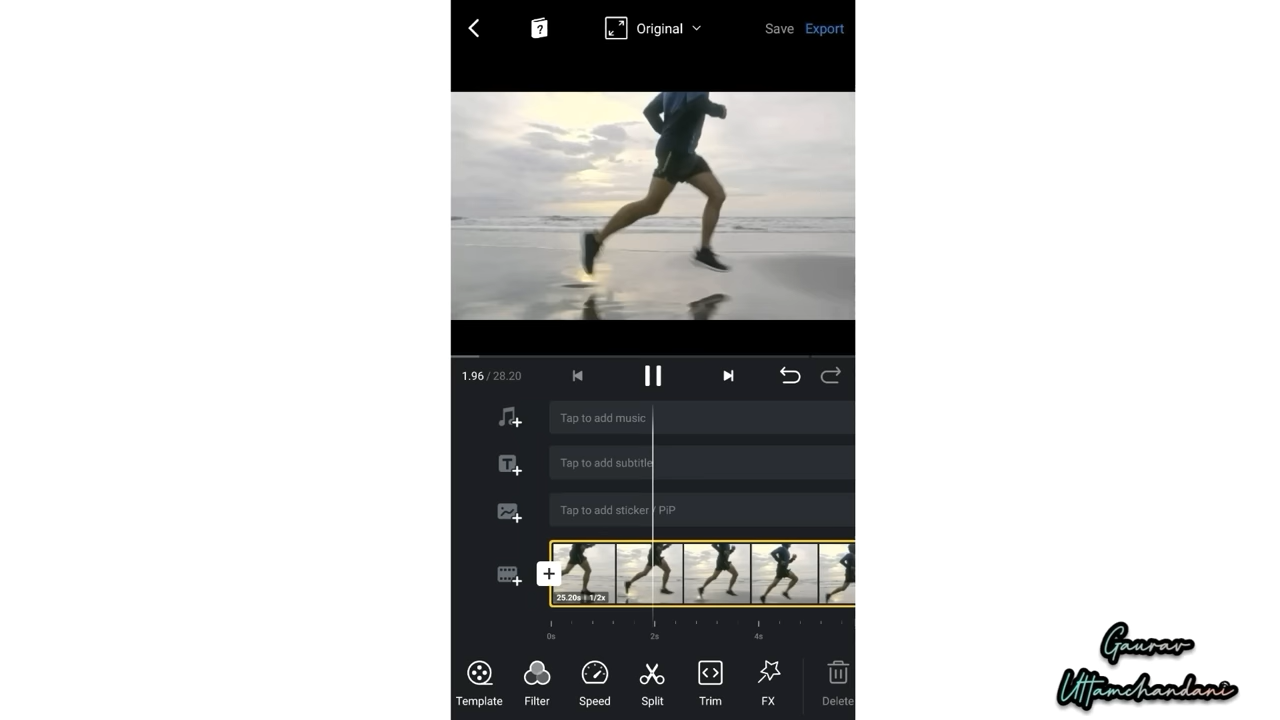 Original
Save
Export
1.96 / 28.20
Tap to add music
Tap to add subtitle
Tap to add sticker / PiP
25.20s 1/2x
0s
2s
4s
Template
Filter
Speed
Split
Trim
FX
Delete
Gaurav
Uttamchandani